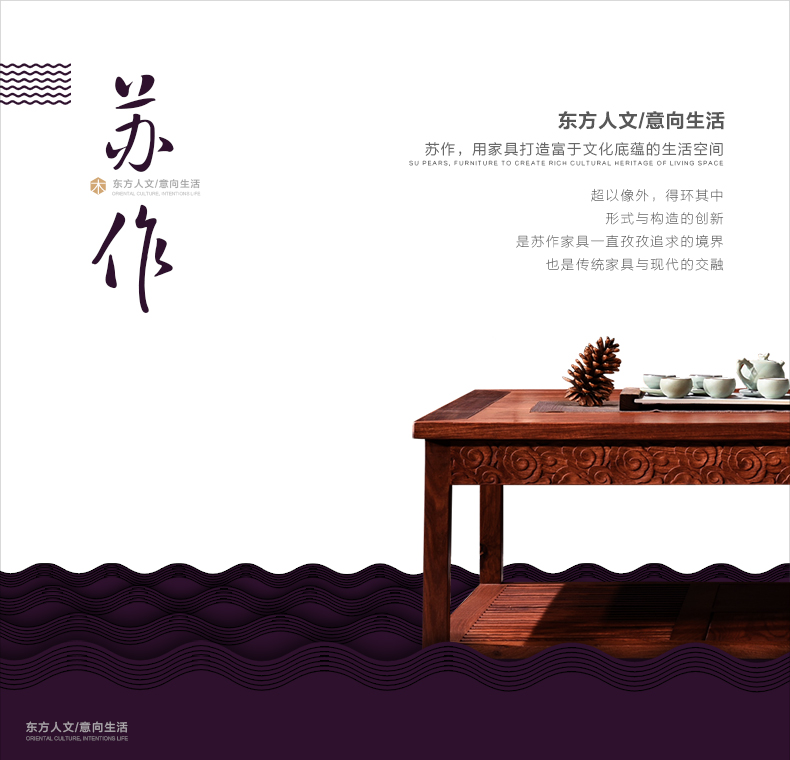 苏作
木
东方人文/意向生活
ORIENTAL CULTURE, INTENTIONS LIFE
东方人文/意向生活
苏作，用家具打造富于文化底蕴的生活空间
SU PEARS, FURNITURE TO CREATE RICH CULTURAL HERITAGE OF LIVING SPACE
超以像外，得环其中
形式与构造的创新
是苏作家具一直孜孜追求的境界
也是传统家具与现代的交融
东方人文/意向生活
ORIENTAL CULTURE, INTENTIONS LIFE